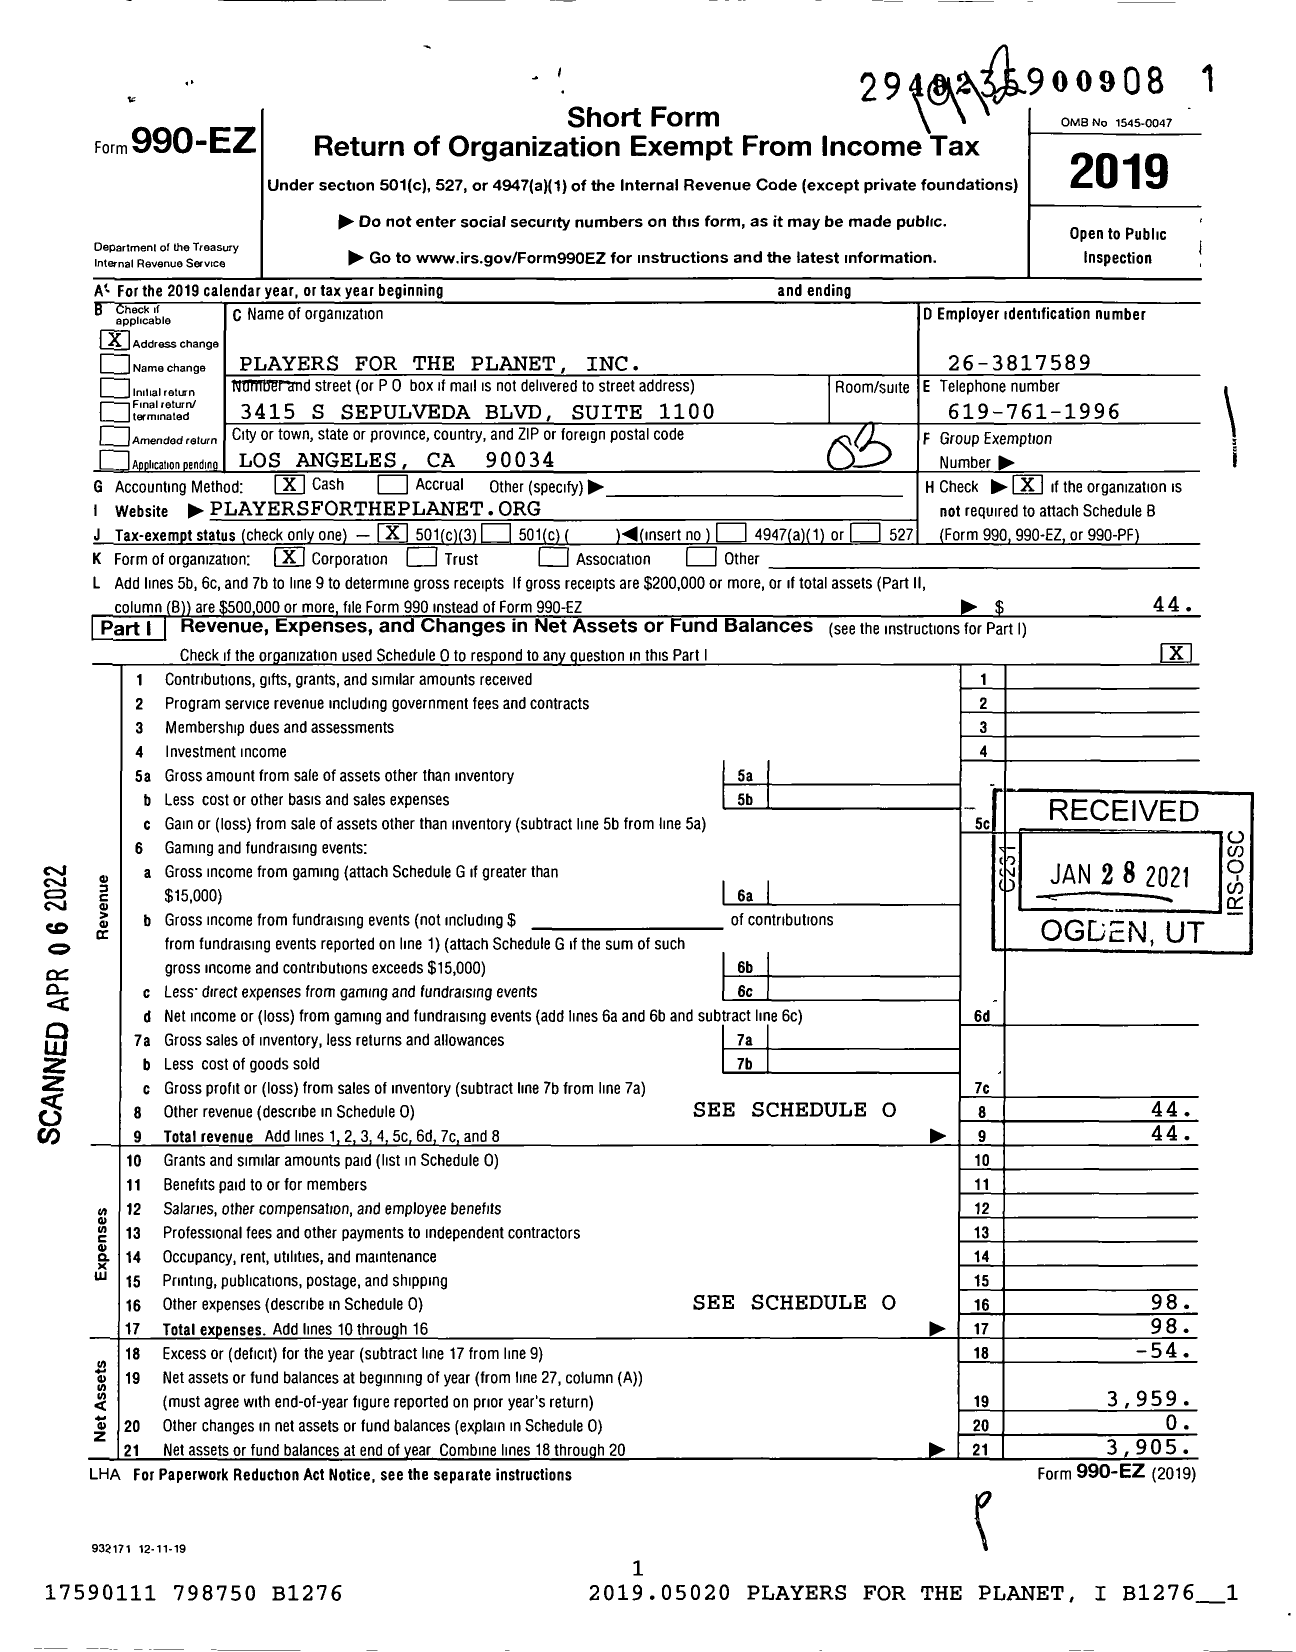 2949235900908 1
Form 990-EZ
Short Form
Return of Organization Exempt From Income Tax
Under section 501(c), 527, or 4947(a)(1) of the Internal Revenue Code (except private foundations)
▶ Do not enter social security numbers on this form, as it may be made public.
▶ Go to www.irs.gov/Form990EZ for instructions and the latest information.
Department of the Treasury
Internal Revenue Service
OMB No 1545-0047
2019
Open to Public
Inspection
A For the 2019 calendar year, or tax year beginning and ending
B Check if
applicable
X Address change
Name change
Initial return
Final return/
terminated
Amended return
Application pending
C Name of organization
PLAYERS FOR THE PLANET, INC.
Number and street (or P O box if mail is not delivered to street address) Room/suite
3415 S SEPULVEDA BLVD, SUITE 1100
City or town, state or province, country, and ZIP or foreign postal code
LOS ANGELES, CA 90034
03
D Employer identification number
26-3817589
E Telephone number
619-761-1996
F Group Exemption
Number ▶
G Accounting Method: X Cash Accrual Other (specify) ▶
H Check ▶ X if the organization is
not required to attach Schedule B
(Form 990, 990-EZ, or 990-PF)
I Website ▶ PLAYERSFORTHEPLANET.ORG
J Tax-exempt status (check only one) — X 501(c)(3) 501(c) ( )◀(insert no) 4947(a)(1) or 527
K Form of organization: X Corporation Trust Association Other
L Add lines 5b, 6c, and 7b to line 9 to determine gross receipts If gross receipts are $200,000 or more, or if total assets (Part II,
column (B)) are $500,000 or more, file Form 990 instead of Form 990-EZ ▶ $ 44.
Part I Revenue, Expenses, and Changes in Net Assets or Fund Balances (see the instructions for Part I)
Check if the organization used Schedule O to respond to any question in this Part I X
Revenue
1 Contributions, gifts, grants, and similar amounts received 1
2 Program service revenue including government fees and contracts 2
3 Membership dues and assessments 3
4 Investment income 4
5a Gross amount from sale of assets other than inventory 5a
b Less cost or other basis and sales expenses 5b
c Gain or (loss) from sale of assets other than inventory (subtract line 5b from line 5a) 5c
6 Gaming and fundraising events:
a Gross income from gaming (attach Schedule G if greater than
$15,000) 6a
b Gross income from fundraising events (not including $ of contributions
from fundraising events reported on line 1) (attach Schedule G if the sum of such
gross income and contributions exceeds $15,000) 6b
c Less direct expenses from gaming and fundraising events 6c
d Net income or (loss) from gaming and fundraising events (add lines 6a and 6b and subtract line 6c) 6d
7a Gross sales of inventory, less returns and allowances 7a
b Less cost of goods sold 7b
c Gross profit or (loss) from sales of inventory (subtract line 7b from line 7a) 7c
8 Other revenue (describe in Schedule O) SEE SCHEDULE O 8 44.
9 Total revenue Add lines 1, 2, 3, 4, 5c, 6d, 7c, and 8 ▶ 9 44.
RECEIVED
C231
JAN 28 2021
IRS-OSC
OGDEN, UT
SCANNED APR 06 2022
Expenses
10 Grants and similar amounts paid (list in Schedule O) 10
11 Benefits paid to or for members 11
12 Salaries, other compensation, and employee benefits 12
13 Professional fees and other payments to independent contractors 13
14 Occupancy, rent, utilities, and maintenance 14
15 Printing, publications, postage, and shipping 15
16 Other expenses (describe in Schedule O) SEE SCHEDULE O 16 98.
17 Total expenses. Add lines 10 through 16 ▶ 17 98.
Net Assets
18 Excess or (deficit) for the year (subtract line 17 from line 9) 18 -54.
19 Net assets or fund balances at beginning of year (from line 27, column (A))
(must agree with end-of-year figure reported on prior year's return) 19 3,959.
20 Other changes in net assets or fund balances (explain in Schedule O) 20 0.
21 Net assets or fund balances at end of year Combine lines 18 through 20 ▶ 21 3,905.
LHA For Paperwork Reduction Act Notice, see the separate instructions Form 990-EZ (2019)
932171 12-11-19
1
17590111 798750 B1276 2019.05020 PLAYERS FOR THE PLANET, I B1276__1